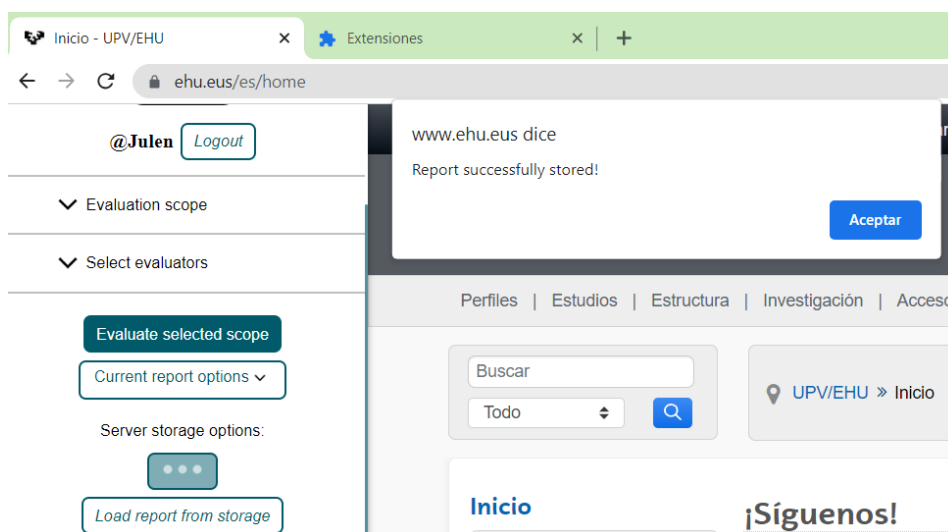 Inicio - UPV/EHU
Extensiones
ehu.eus/es/home
@Julen Logout
Evaluation scope
Select evaluators
Evaluate selected scope
Current report options
Server storage options:
Load report from storage
www.ehu.eus dice
Report successfully stored!
Aceptar
Perfiles | Estudios | Estructura | Investigación | Acceso
Buscar
Todo
UPV/EHU » Inicio
Inicio
¡Síguenos!